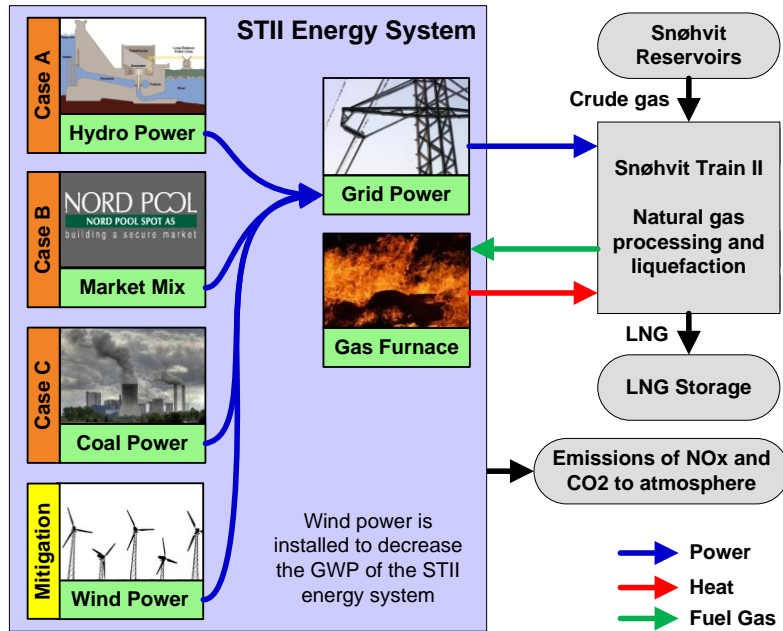 STII Energy System
Case A
Hydro Power
Case B
NORD POOL
NORD POOL SPOT AS
building a secure market
Market Mix
Case C
Coal Power
Mitigation
Wind Power
Grid Power
Gas Furnace
Wind power is
installed to decrease
the GWP of the STII
energy system
Snøhvit
Reservoirs
Crude gas
Snøhvit Train II
Natural gas
processing and
liquefaction
LNG
LNG Storage
Emissions of NOx and
CO2 to atmosphere
Power
Heat
Fuel Gas